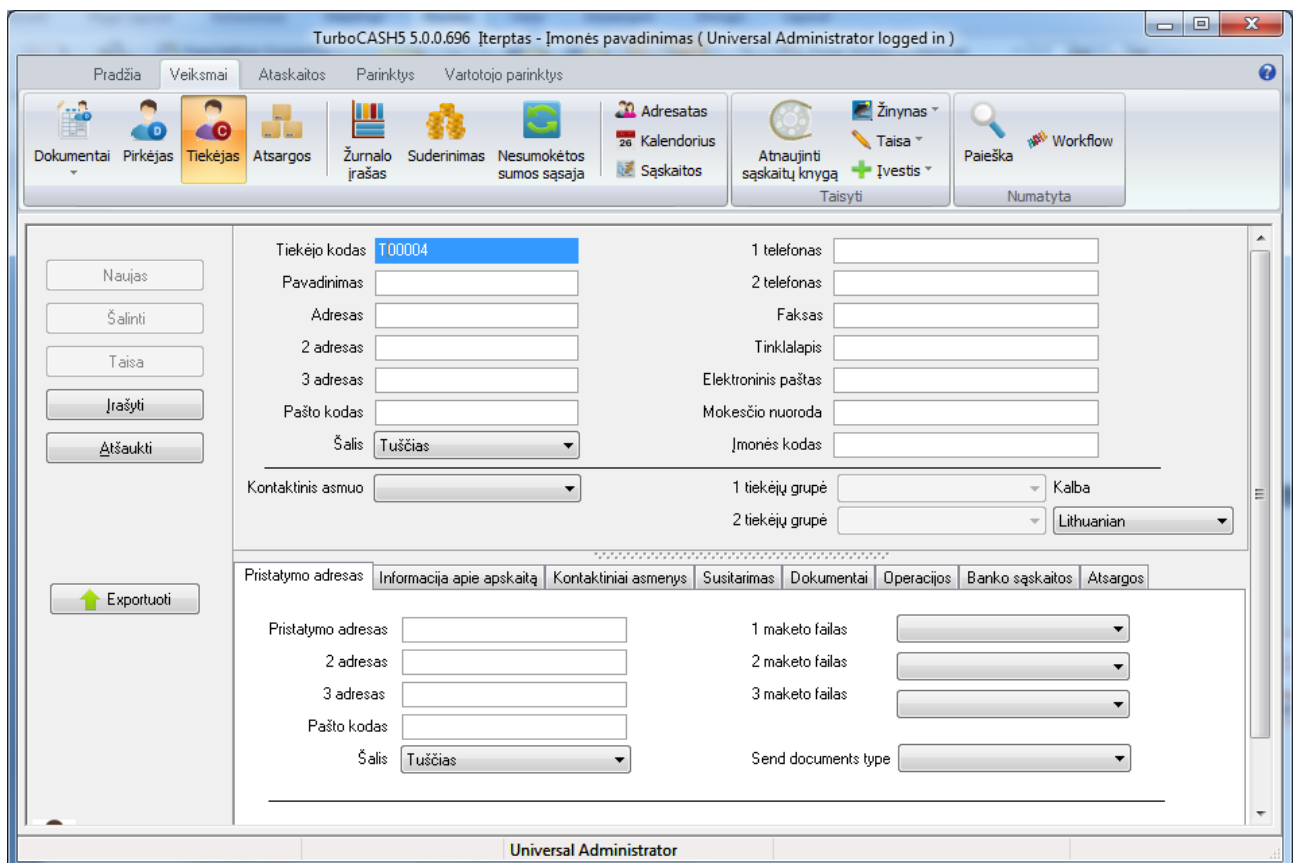 TurboCASH5 5.0.0.696 Įterptas - Įmonės pavadinimas ( Universal Administrator logged in )
Pradžia Veiksmai Ataskaitos Parinktys Vartotojo parinktys
Dokumentai Pirkėjas Tiekėjas Atsargos Žurnalo įrašas Suderinimas Nesumokėtos sumos sąsaja
D
C
Adresatas
26 Kalendorius
Sąskaitos
Atnaujinti sąskaitų knygą
Žinynas
Taisa
Įvestis
Taisyti
Paieška
Workflow
Numatyta
Naujas
Šalinti
Taisa
Įrašyti
Atšaukti
Exportuoti
Tiekėjo kodas T00004
Pavadinimas
Adresas
2 adresas
3 adresas
Pašto kodas
Šalis Tuščias
1 telefonas
2 telefonas
Faksas
Tinklalapis
Elektroninis paštas
Mokesčio nuoroda
Įmonės kodas
Kontaktinis asmuo
1 tiekėjų grupė Kalba
2 tiekėjų grupė Lithuanian
Pristatymo adresas Informacija apie apskaitą Kontaktiniai asmenys Susitarimas Dokumentai Operacijos Banko sąskaitos Atsargos
Pristatymo adresas
2 adresas
3 adresas
Pašto kodas
Šalis Tuščias
1 maketo failas
2 maketo failas
3 maketo failas
Send documents type
Universal Administrator